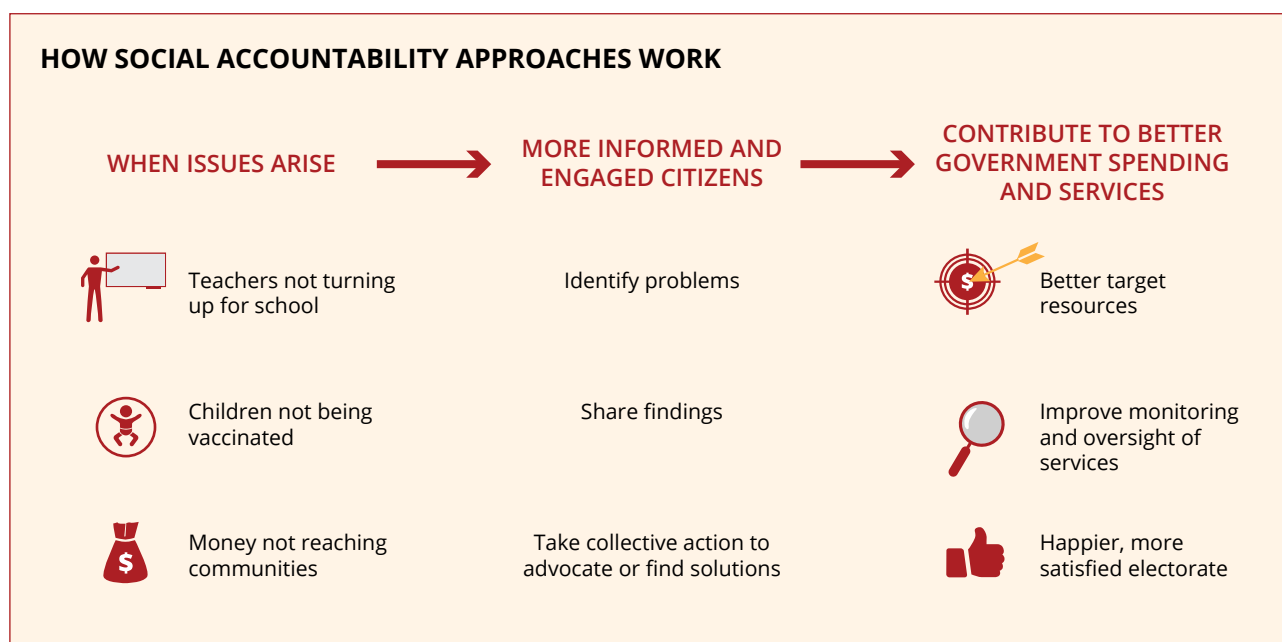 HOW SOCIAL ACCOUNTABILITY APPROACHES WORK
WHEN ISSUES ARISE
MORE INFORMED AND
ENGAGED CITIZENS
CONTRIBUTE TO BETTER
GOVERNMENT SPENDING
AND SERVICES
Teachers not turning
up for school
Identify problems
$
Better target
resources
Children not being
vaccinated
Share findings
Improve monitoring
and oversight of
services
$
Money not reaching
communities
Take collective action to
advocate or find solutions
Happier, more
satisfied electorate